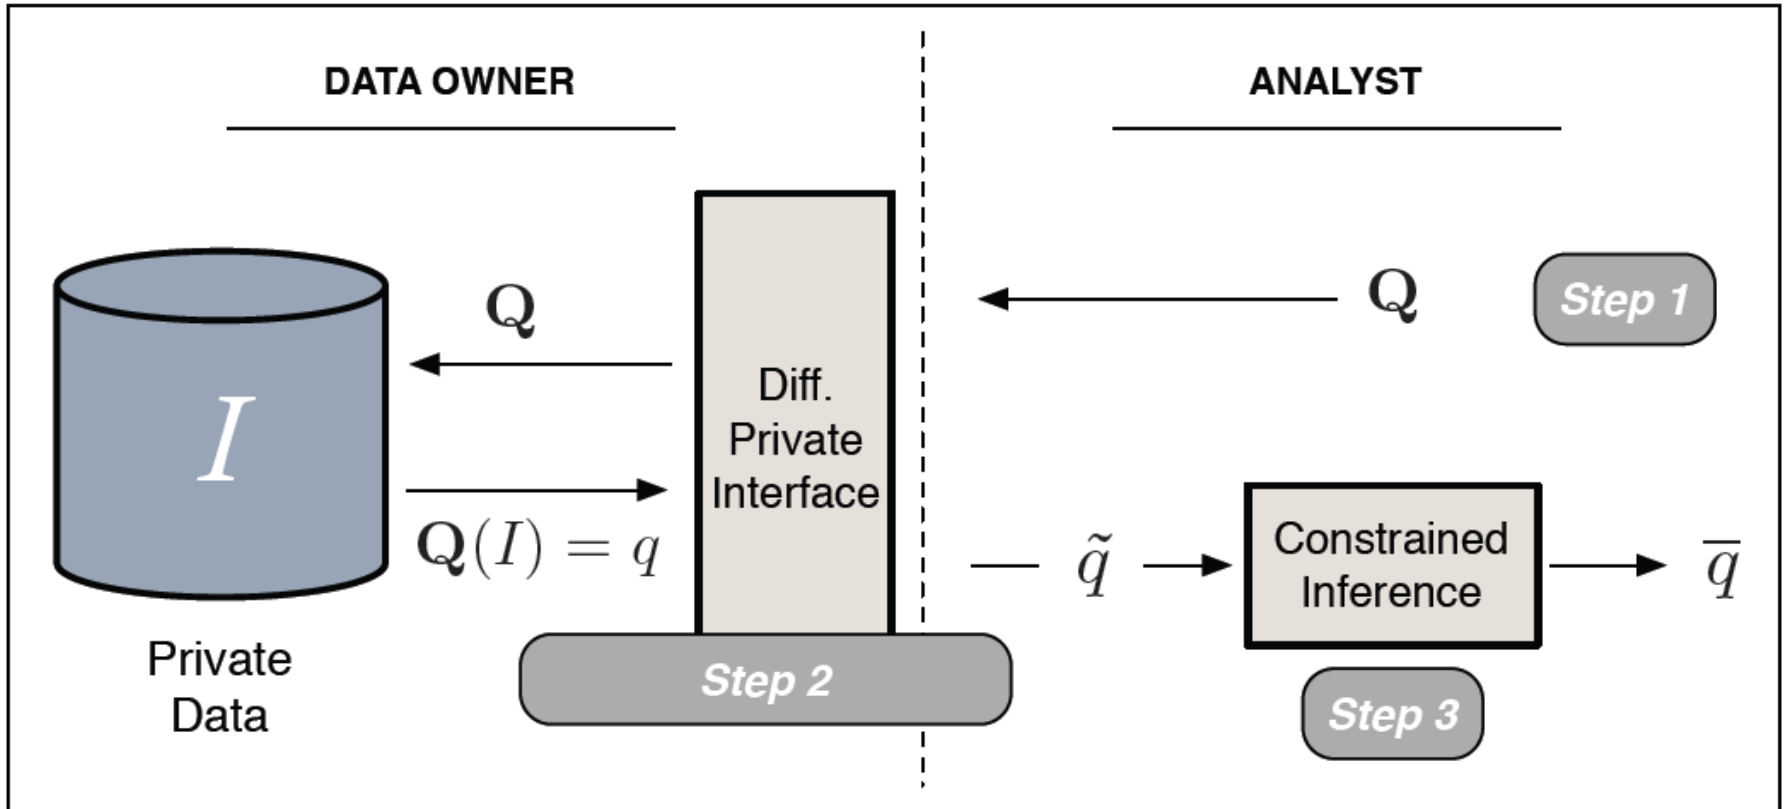 DATA OWNER
ANALYST
Q
Q
Step 1
I
Diff.
Private
Interface
Q(I) = q
q̃
Constrained
Inference
q̅
Private
Data
Step 2
Step 3